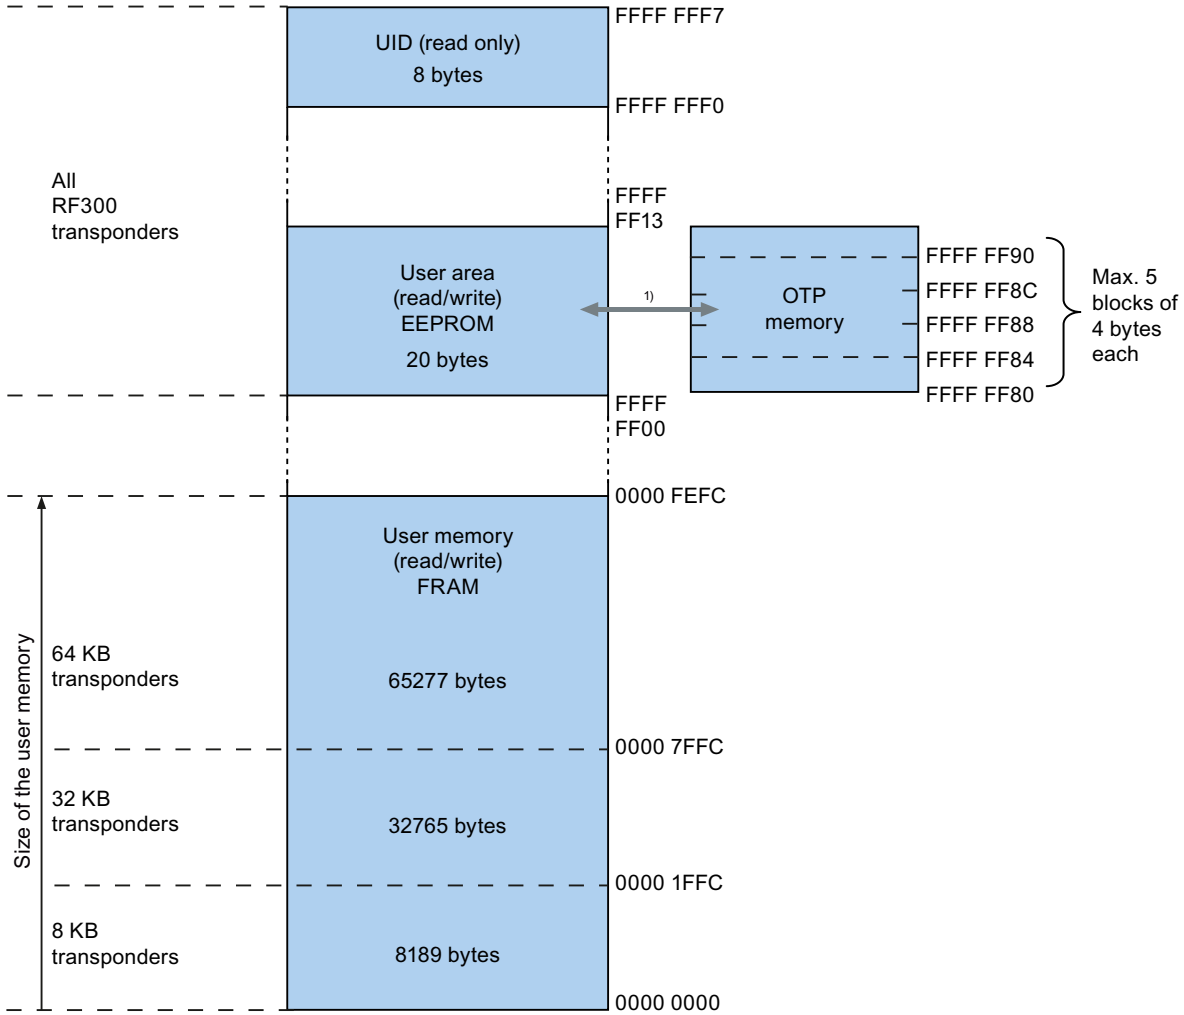 FFFF FFF7
UID (read only)
8 bytes
FFFF FFF0
All
RF300
transponders
FFFF
FF13
User area
(read/write)
EEPROM
20 bytes
1)
OTP
memory
FFFF FF90
FFFF FF8C
FFFF FF88
FFFF FF84
FFFF FF80
Max. 5
blocks of
4 bytes
each
FFFF
FF00
0000 FEFC
User memory
(read/write)
FRAM
Size of the user memory
64 KB
transponders
65277 bytes
0000 7FFC
32 KB
transponders
32765 bytes
0000 1FFC
8 KB
transponders
8189 bytes
0000 0000